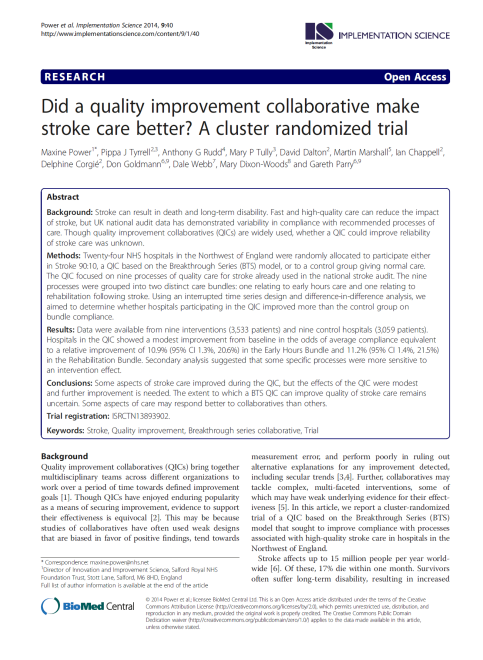 Power et al. Implementation Science 2014, 9:40
http://www.implementationscience.com/content/9/1/40
IMPLEMENTATION SCIENCE
Implementation
Science
RESEARCH
Open Access
Did a quality improvement collaborative make
stroke care better? A cluster randomized trial
Maxine Power1*, Pippa J Tyrrell2,3, Anthony G Rudd4, Mary P Tully3, David Dalton2, Martin Marshall5, Ian Chappell2,
Delphine Corgié2, Don Goldmann6,9, Dale Webb7, Mary Dixon-Woods8 and Gareth Parry6,9
Abstract
Background: Stroke can result in death and long-term disability. Fast and high-quality care can reduce the impact
of stroke, but UK national audit data has demonstrated variability in compliance with recommended processes of
care. Though quality improvement collaboratives (QICs) are widely used, whether a QIC could improve reliability
of stroke care was unknown.
Methods: Twenty-four NHS hospitals in the Northwest of England were randomly allocated to participate either
in Stroke 90:10, a QIC based on the Breakthrough Series (BTS) model, or to a control group giving normal care.
The QIC focused on nine processes of quality care for stroke already used in the national stroke audit. The nine
processes were grouped into two distinct care bundles: one relating to early hours care and one relating to
rehabilitation following stroke. Using an interrupted time series design and difference-in-difference analysis, we
aimed to determine whether hospitals participating in the QIC improved more than the control group on
bundle compliance.
Results: Data were available from nine interventions (3,533 patients) and nine control hospitals (3,059 patients).
Hospitals in the QIC showed a modest improvement from baseline in the odds of average compliance equivalent
to a relative improvement of 10.9% (95% CI 1.3%, 20.6%) in the Early Hours Bundle and 11.2% (95% CI 1.4%, 21.5%)
in the Rehabilitation Bundle. Secondary analysis suggested that some specific processes were more sensitive to
an intervention effect.
Conclusions: Some aspects of stroke care improved during the QIC, but the effects of the QIC were modest
and further improvement is needed. The extent to which a BTS QIC can improve quality of stroke care remains
uncertain. Some aspects of care may respond better to collaboratives than others.
Trial registration: ISRCTN13893902.
Keywords: Stroke, Quality improvement, Breakthrough series collaborative, Trial
Background
Quality improvement collaboratives (QICs) bring together
multidisciplinary teams across different organizations to
work over a period of time towards defined improvement
goals [1]. Though QICs have enjoyed enduring popularity
as a means of securing improvement, evidence to support
their effectiveness is equivocal [2]. This may be because
studies of collaboratives have often used weak designs
that are biased in favor of positive findings, tend towards
measurement error, and perform poorly in ruling out
alternative explanations for any improvement detected,
including secular trends [3,4]. Further, collaboratives may
tackle complex, multi-faceted interventions, some of
which may have weak underlying evidence for their effect-
iveness [5]. In this article, we report a cluster-randomized
trial of a QIC based on the Breakthrough Series (BTS)
model that sought to improve compliance with processes
associated with high-quality stroke care in hospitals in the
Northwest of England.
Stroke affects up to 15 million people per year world-
wide [6]. Of these, 17% die within one month. Survivors
often suffer long-term disability, resulting in increased
* Correspondence: maxine.power@nhs.net
1Director of Innovation and Improvement Science, Salford Royal NHS
Foundation Trust, Stott Lane, Salford, M6 8HD, England
Full list of author information is available at the end of the article
BioMed Central
© 2014 Power et al.; licensee BioMed Central Ltd. This is an Open Access article distributed under the terms of the Creative
Commons Attribution License (http://creativecommons.org/licenses/by/2.0), which permits unrestricted use, distribution, and
reproduction in any medium, provided the original work is properly credited. The Creative Commons Public Domain
Dedication waiver (http://creativecommons.org/publicdomain/zero/1.0/) applies to the data made available in this article,
unless otherwise stated.